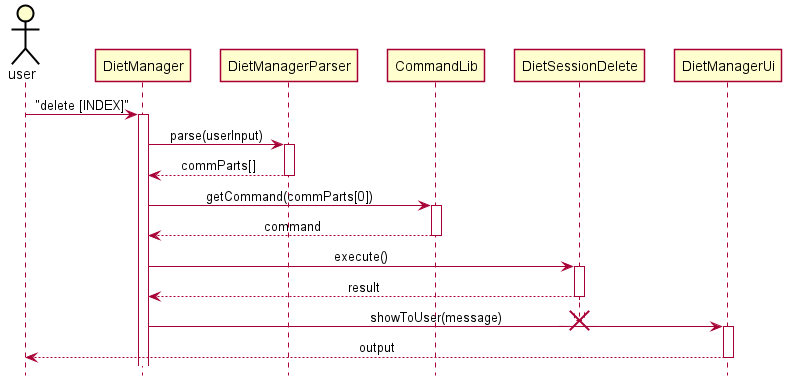 user
DietManager
DietManagerParser
CommandLib
DietSessionDelete
DietManagerUi
"delete [INDEX]"
parse(userInput)
commParts[]
getCommand(commParts[0])
command
execute()
result
showToUser(message)
output